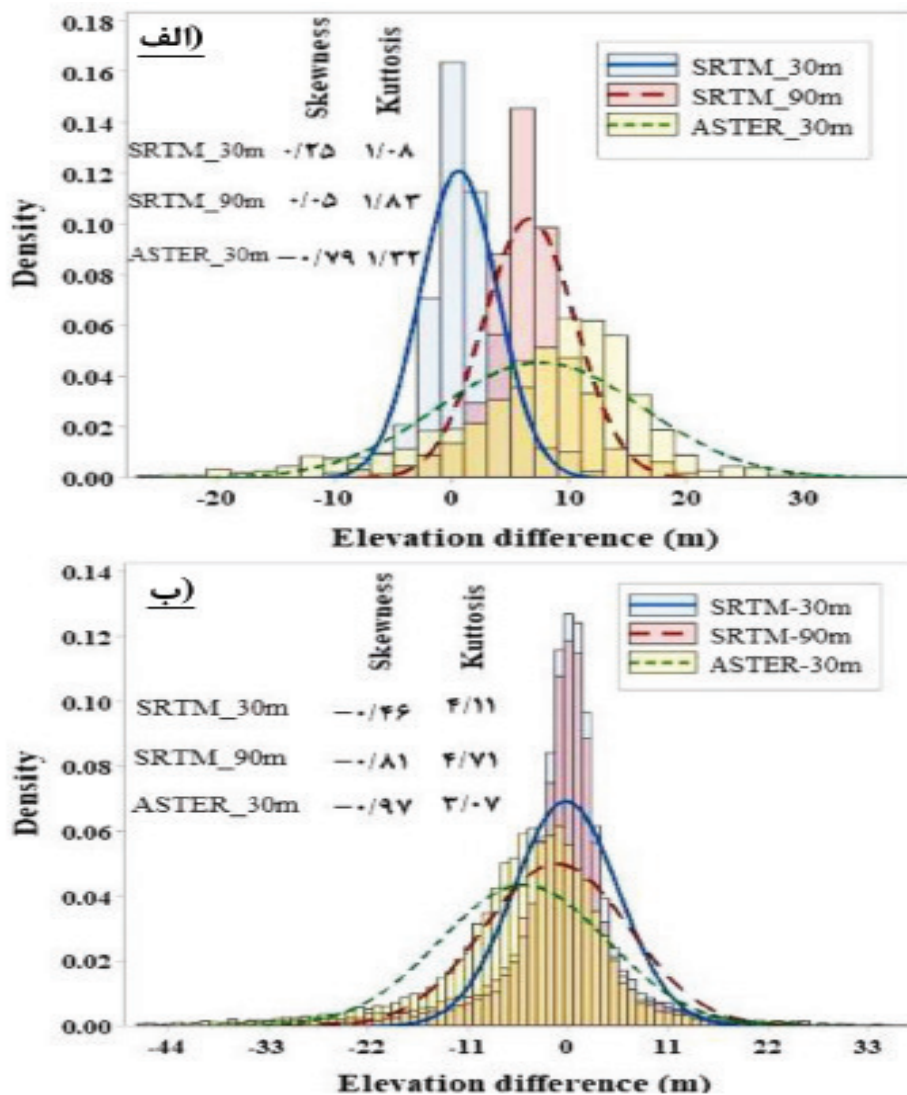 الف)
Skewness
Kuttosis
SRTM_30m ۰/۳۵ ۱/۰۸
SRTM_90m ۰/۰۵ ۱/۸۳
ASTER_30m —۰/۷۹ ۱/۳۲
SRTM_30m
SRTM_90m
ASTER_30m
Density
0.18
0.16
0.14
0.12
0.10
0.08
0.06
0.04
0.02
0.00
-20 -10 0 10 20 30
Elevation difference (m)
ب)
Skewness
Kuttosis
SRTM_30m —۰/۴۶ ۴/۱۱
SRTM_90m —۰/۸۱ ۴/۷۱
ASTER_30m —۰/۹۷ ۳/۰۷
SRTM-30m
SRTM-90m
ASTER-30m
Density
0.14
0.12
0.10
0.08
0.06
0.04
0.02
0.00
-44 -33 -22 -11 0 11 22 33
Elevation difference (m)